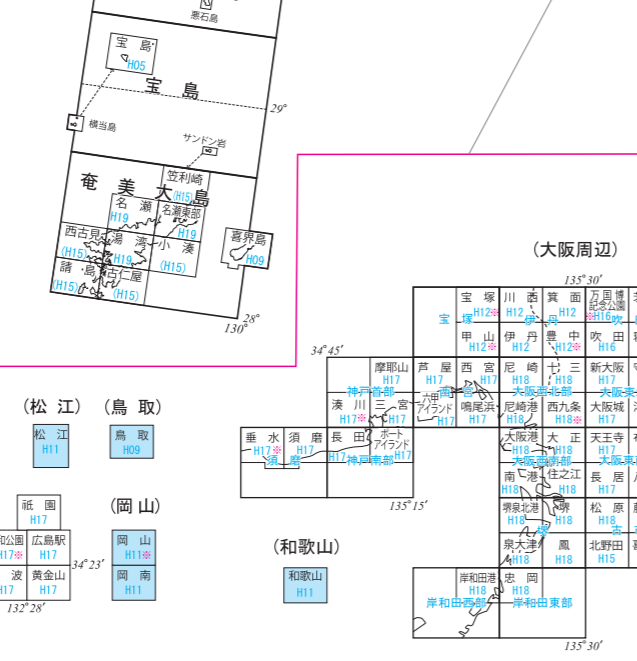 悪石島
宝島
H05
宝島
29°
横当島
サンドン岩
笠利崎
(H15)
奄美大島
名瀬
H19
名瀬東部
H19
西古見
(H15)
湯湾
H19
小湊
(H15)
喜界島
H09
諸島
(H15)
古仁屋
(H15)
28°
130°
(大阪周辺)
135°30′
宝塚
H12※
川西
H12
箕面
H12
万国博
記念公園
※H16
宝塚
伊丹
吹
甲山
H12※
伊丹
H12
豊中
H12※
吹田
H16
34°45′
摩耶山
H17
芦屋
H17
西宮
H17
尼崎
H18
十三
H18
新大阪
H17
神戸首部
西宮
大阪西北部
大阪東
湊川
H17※
三宮
H17
六甲
アイランド
H17
鳴尾浜
H17
尼崎港
H18
西九条
H18※
大阪城
H17
垂水
H17※
須磨
H17
長田
H17
ポート
アイランド
H17
大阪港
H18
大正
H18
天王寺
H17
須磨
神戸南部
大阪西南部
大阪東
南港
H18
住之江
H18
長居
H17
135°15′
堺泉北港
H18
堺
H18
松原
H17
堺
古
泉大津
H18
鳳
H18
北野田
H15
岸和田港
H18
忠岡
H18
岸和田西部
岸和田東部
135°30′
(松江)
松江
H11
(鳥取)
鳥取
H09
祇園
H17
和公園
H17※
広島駅
H17
34°23′
波
H17
黄金山
H17
132°28′
(岡山)
岡山
H11※
岡南
H11
(和歌山)
和歌山
H11